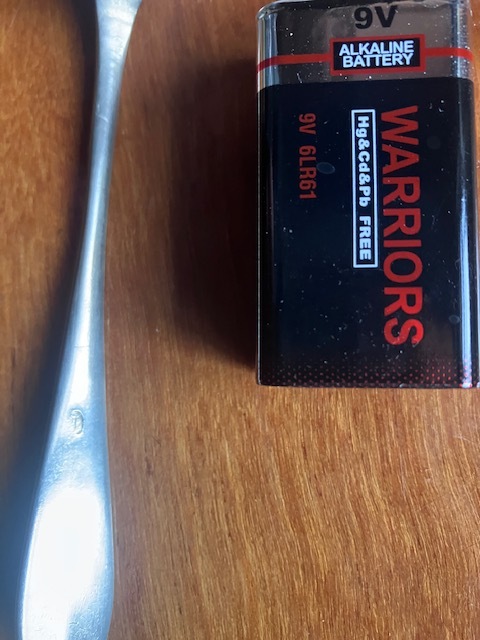 9V
ALKALINE
BATTERY
WARRIORS
Hg&Cd&Pb FREE
9V 6LR61